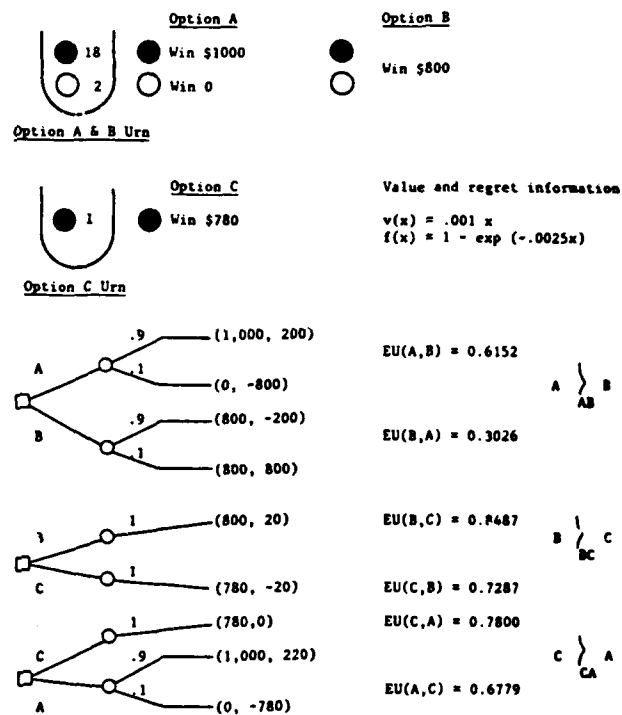 Option A
Option B
18
Win $1000
2
Win 0
Win $800
Option A & B Urn
Option C
1
Win $780
Option C Urn
Value and regret information
v(x) = .001 x
f(x) = 1 - exp (-.0025x)
A
.9
(1,000, 200)
.1
(0, -800)
B
.9
(800, -200)
.1
(800, 800)
EU(A,B) = 0.6152
EU(B,A) = 0.3026
A B
AB
1
(800, 20)
C
1
(780, -20)
EU(B,C) = 0.8487
EU(C,B) = 0.7287
B C
BC
C
1
(780,0)
A
.9
(1,000, 220)
.1
(0, -780)
EU(C,A) = 0.7800
EU(A,C) = 0.6779
C A
CA